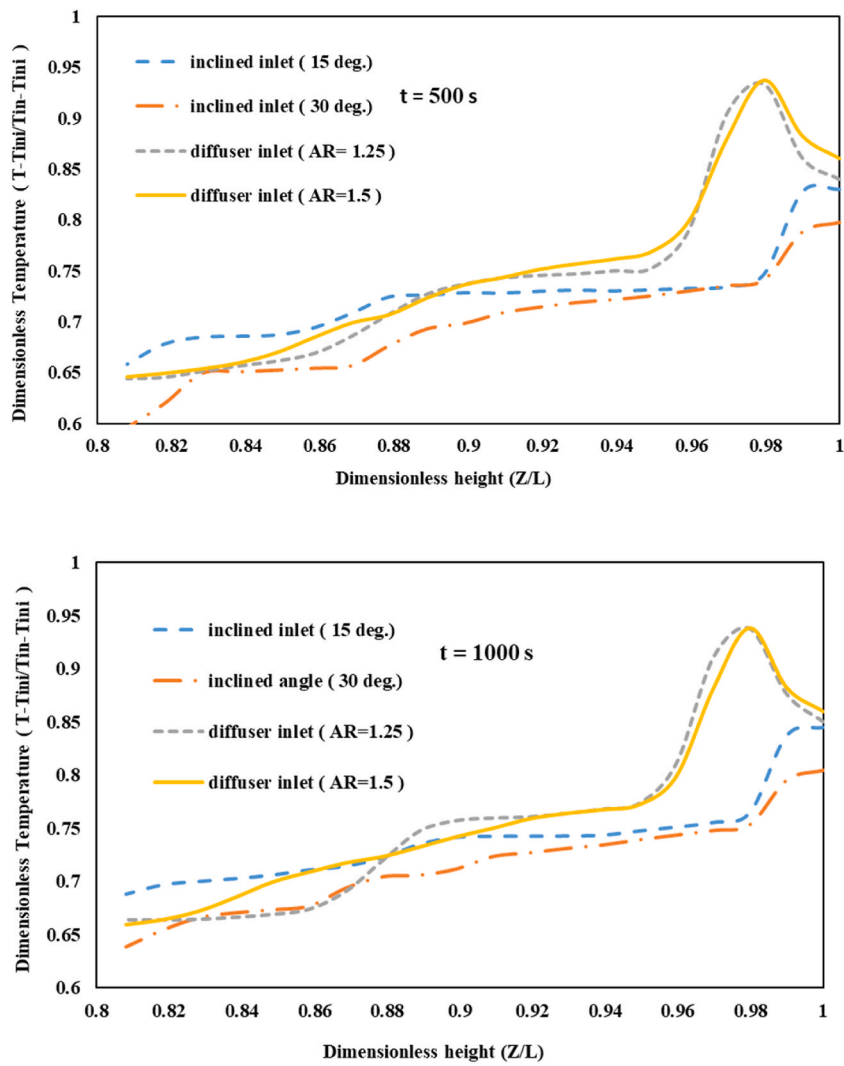 1
0.95
0.9
0.85
0.8
0.75
0.7
0.65
0.6
Dimensionless Temperature ( T-Tini/Tin-Tini )
inclined inlet ( 15 deg.)
inclined inlet ( 30 deg.)
diffuser inlet ( AR= 1.25 )
diffuser inlet ( AR=1.5 )
t = 500 s
0.8 0.82 0.84 0.86 0.88 0.9 0.92 0.94 0.96 0.98 1
Dimensionless height (Z/L)
1
0.95
0.9
0.85
0.8
0.75
0.7
0.65
0.6
Dimensionless Temperature ( T-Tini/Tin-Tini )
inclined inlet ( 15 deg.)
inclined angle ( 30 deg.)
diffuser inlet ( AR=1.25)
diffuser inlet ( AR=1.5 )
t = 1000 s
0.8 0.82 0.84 0.86 0.88 0.9 0.92 0.94 0.96 0.98 1
Dimensionless height (Z/L)